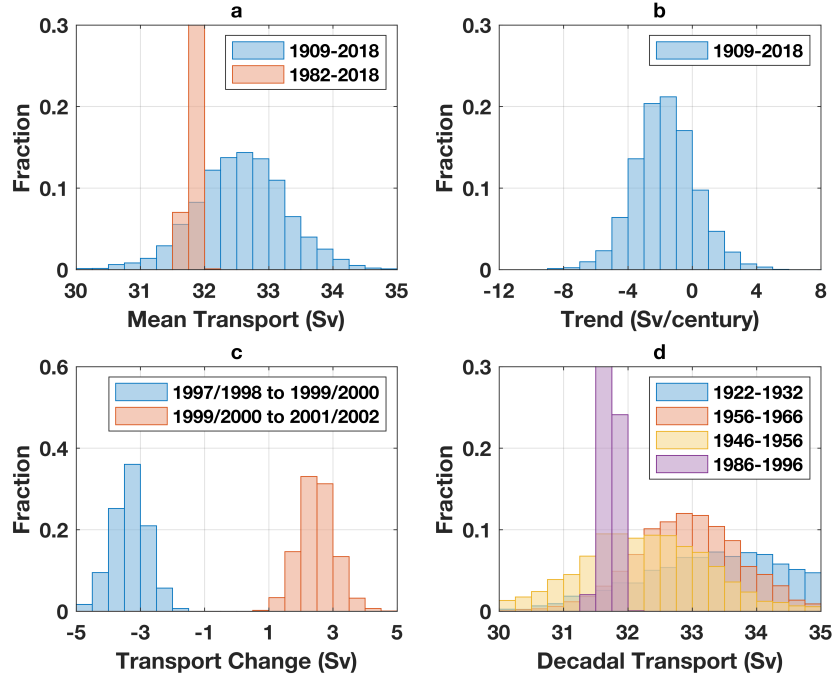 a
0.3
0.2
0.1
0
Fraction
1909-2018
1982-2018
30 31 32 33 34 35
Mean Transport (Sv)
b
0.3
0.2
0.1
0
Fraction
1909-2018
-12 -8 -4 0 4 8
Trend (Sv/century)
c
0.6
0.4
0.2
0
Fraction
1997/1998 to 1999/2000
1999/2000 to 2001/2002
-5 -3 -1 1 3 5
Transport Change (Sv)
d
0.3
0.2
0.1
0
Fraction
1922-1932
1956-1966
1946-1956
1986-1996
30 31 32 33 34 35
Decadal Transport (Sv)